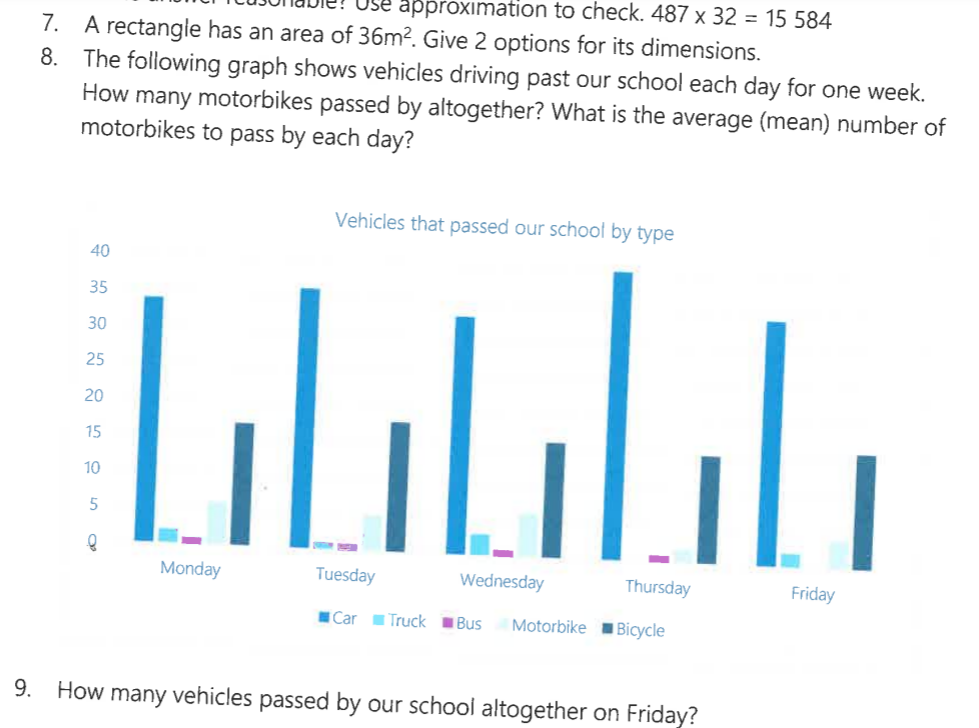 answer reasonable? Use approximation to check. 487 x 32 = 15 584
7. A rectangle has an area of 36m². Give 2 options for its dimensions.
8. The following graph shows vehicles driving past our school each day for one week.
How many motorbikes passed by altogether? What is the average (mean) number of
motorbikes to pass by each day?
Vehicles that passed our school by type
40
35
30
25
20
15
10
5
0
Monday Tuesday Wednesday Thursday Friday
Car Truck Bus Motorbike Bicycle
9. How many vehicles passed by our school altogether on Friday?